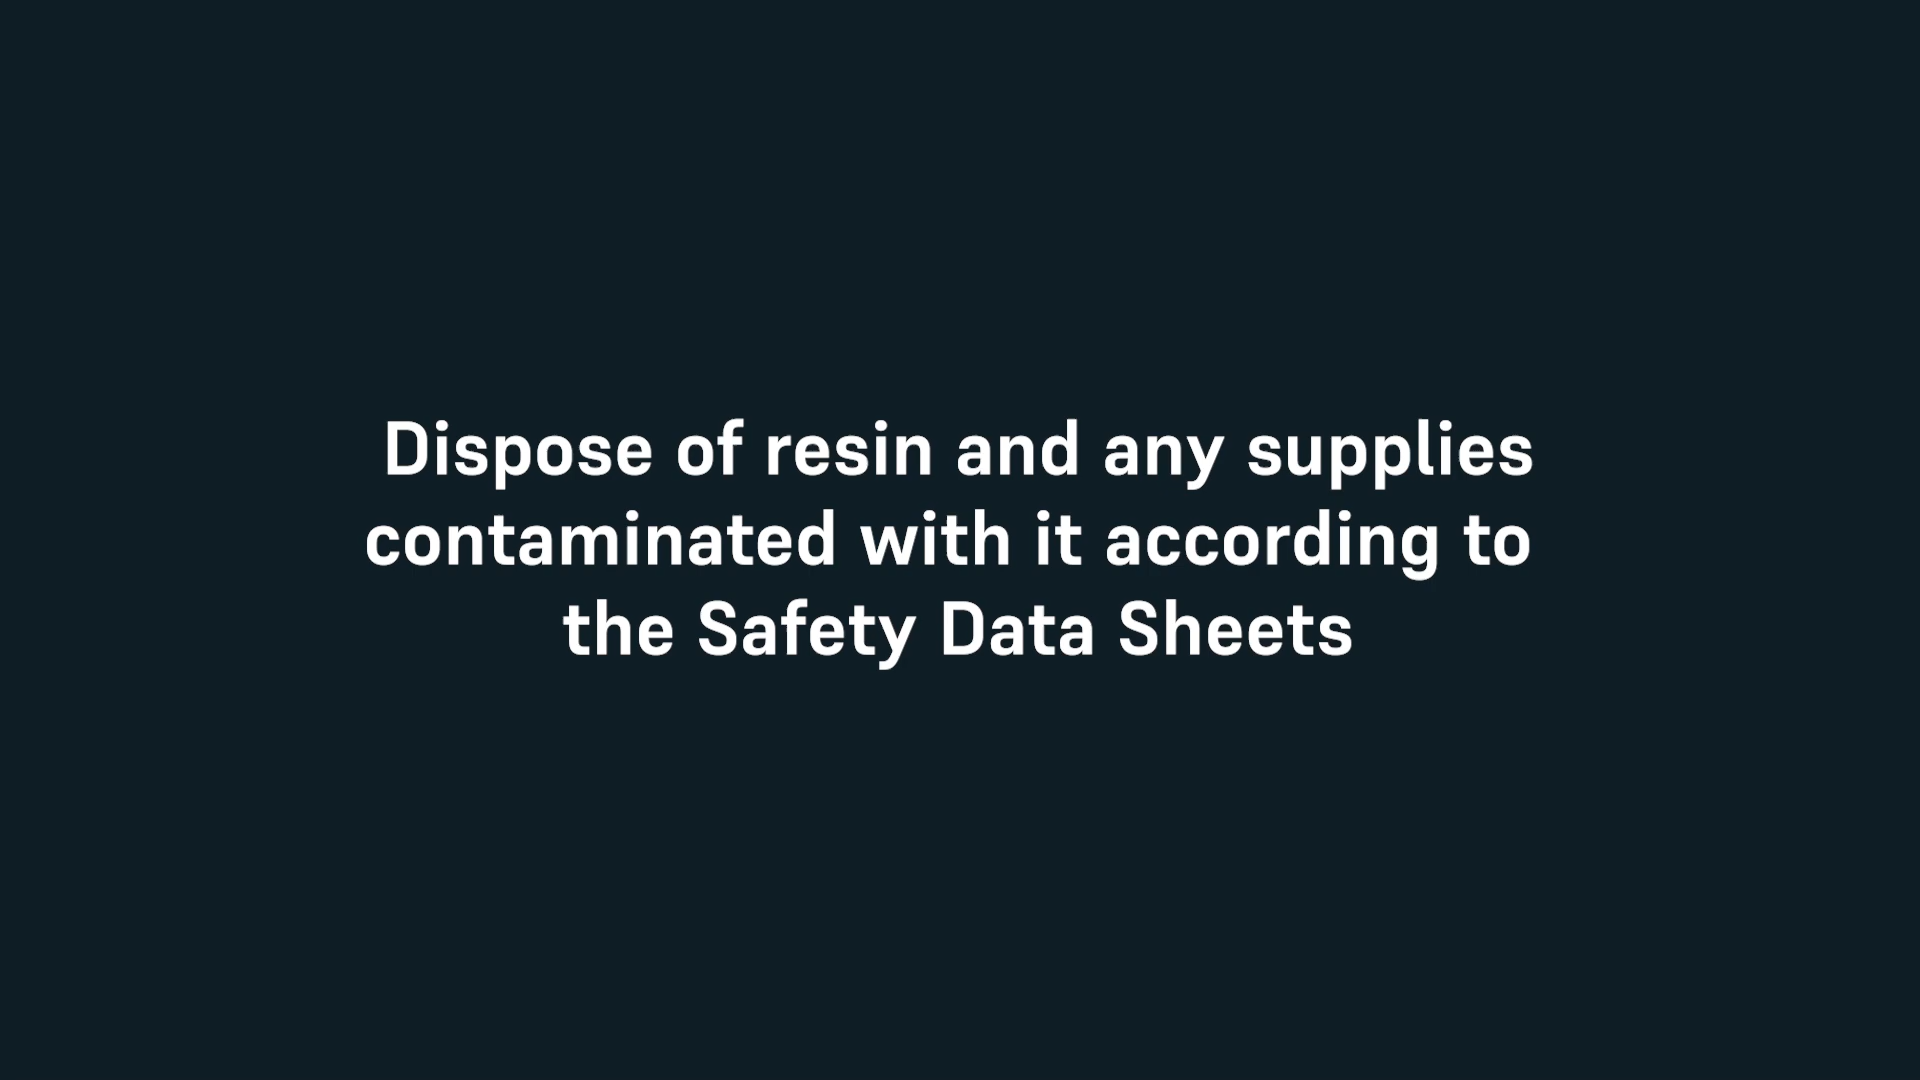 Dispose of resin and any supplies
contaminated with it according to
the Safety Data Sheets